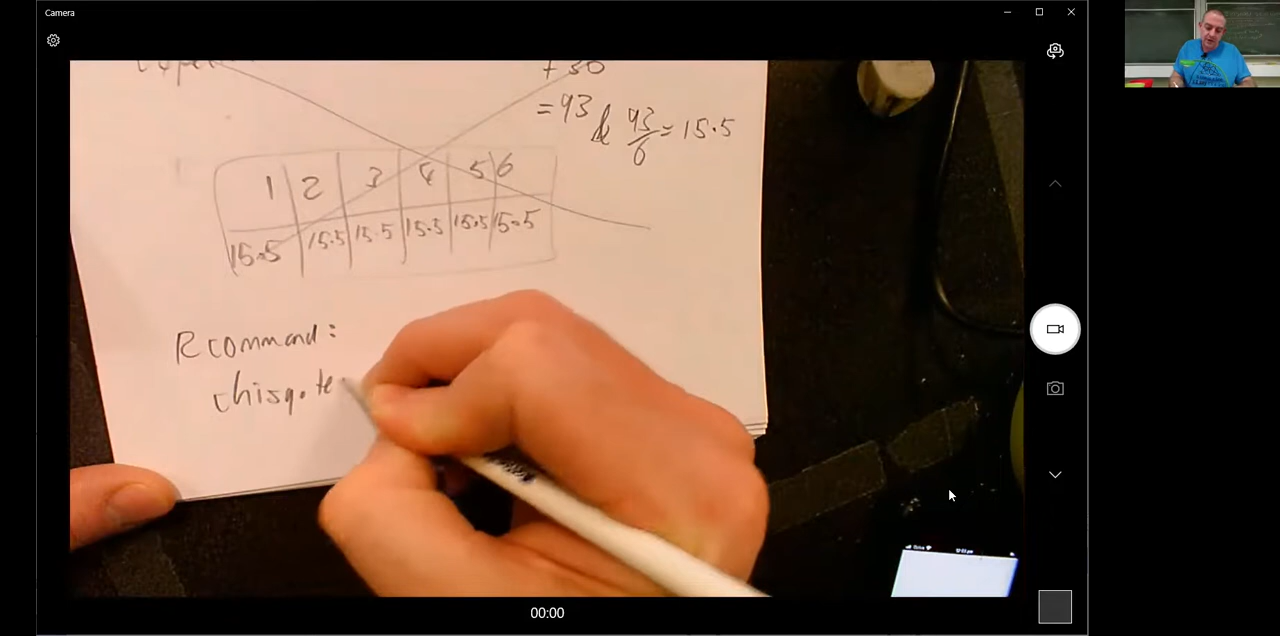 Camera
+ 30
= 93 & 93/6 = 15.5
1 2 3 4 5 6
15.5 15.5 15.5 15.5 15.5 15.5
R command:
chisq.te
00:00